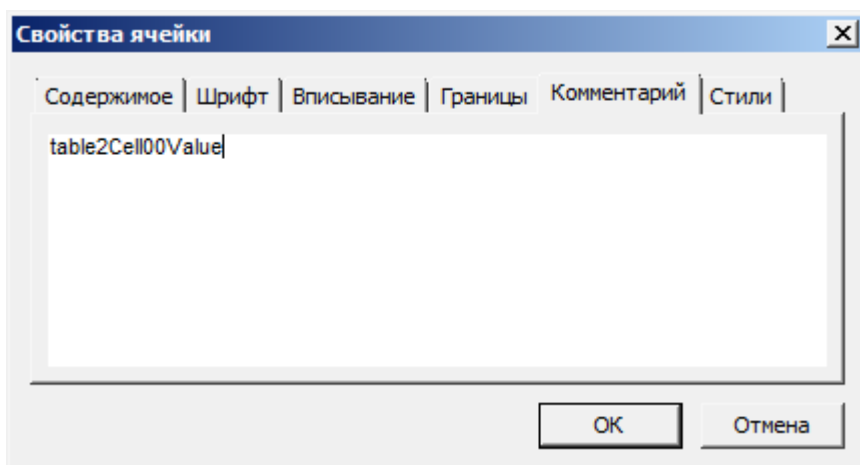 Свойства ячейки
Содержимое Шрифт Вписывание Границы Комментарий Стили
table2Cell00Value
OK Отмена